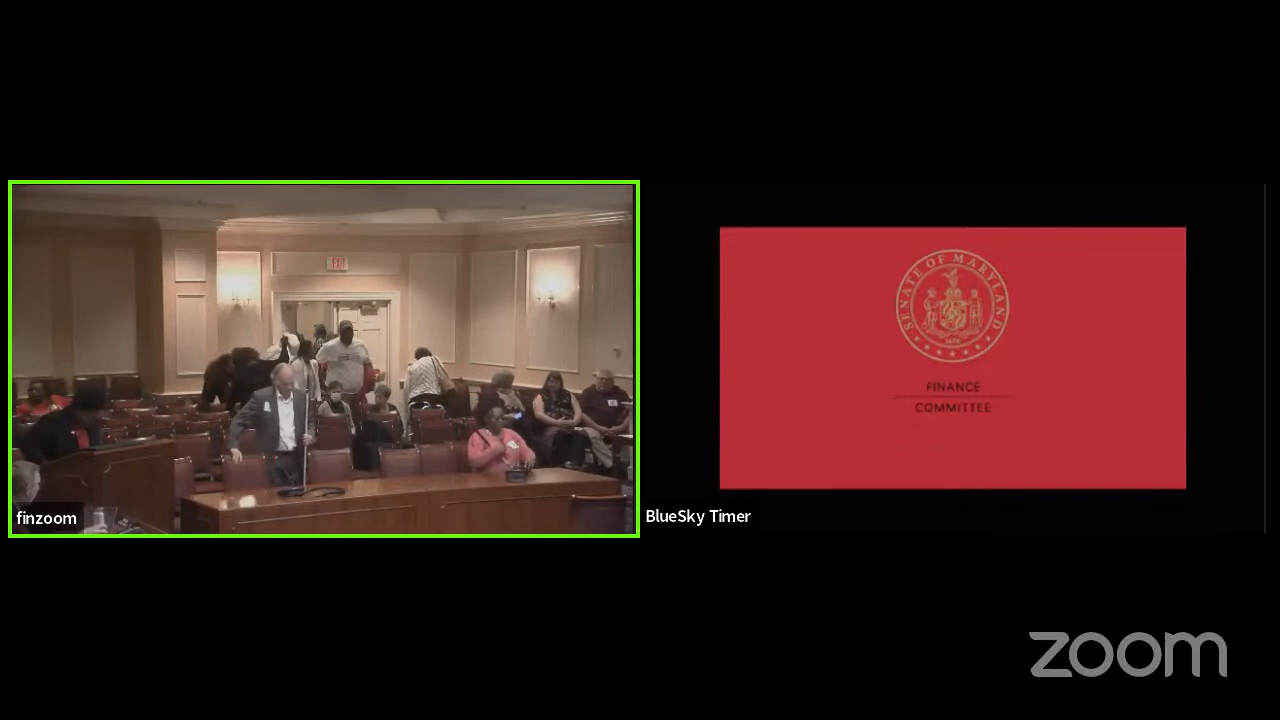 EXIT
finzoom
SENATE OF MARYLAND
FINANCE
COMMITTEE
BlueSky Timer
zoom